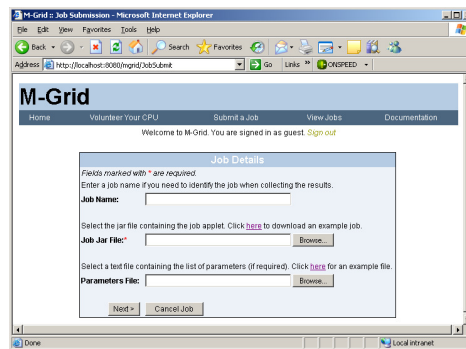 M-Grid :: Job Submission - Microsoft Internet Explorer
File Edit View Favorites Tools Help
Back Search Favorites
Address http://localhost:8080/mgrid/JobSubmit Go Links » ONSPEED
M-Grid
Home Volunteer Your CPU Submit a Job View Jobs Documentation
Welcome to M-Grid. You are signed in as guest. Sign out
Job Details
Fields marked with * are required.
Enter a job name if you need to identify the job when collecting the results.
Job Name:
Select the jar file containing the job applet. Click here to download an example job.
Job Jar File:* Browse...
Select a text file containing the list of parameters (if required). Click here for an example file.
Parameters File: Browse...
Next » Cancel Job
Done Local intranet